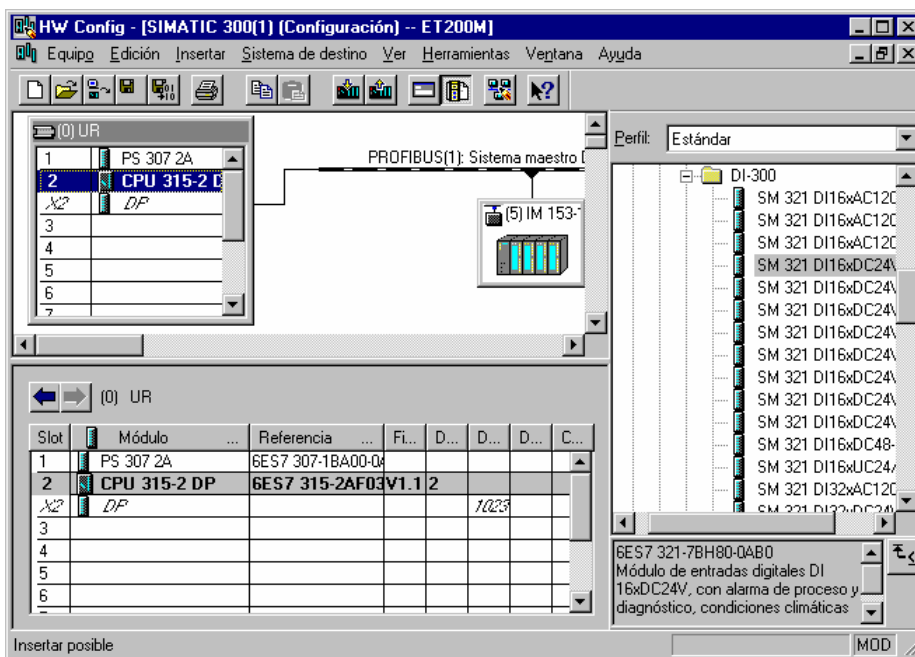 HW Config - [SIMATIC 300(1) (Configuración) -- ET200M]
Equipo Edición Insertar Sistema de destino Ver Herramientas Ventana Ayuda
(0) UR
1 PS 307 2A
2 CPU 315-2 D
X2 DP
3
4
5
6
7
PROFIBUS(1): Sistema maestro
(5) IM 153-
Perfil: Estándar
DI-300
SM 321 DI16xAC120
SM 321 DI16xAC120
SM 321 DI16xAC120
SM 321 DI16xDC24V
SM 321 DI16xDC24V
SM 321 DI16xDC24V
SM 321 DI16xDC24V
SM 321 DI16xDC24V
SM 321 DI16xDC24V
SM 321 DI16xDC24V
SM 321 DI16xDC24V
SM 321 DI16xDC48-
SM 321 DI16xUC24/
SM 321 DI32xAC120
SM 321 DI32xDC24V
(0) UR
Slot Módulo ... Referencia ... Fi... D... D... D... C...
1 PS 307 2A 6ES7 307-1BA00-0A
2 CPU 315-2 DP 6ES7 315-2AF03 V1.1 2
X2 DP 1023
3
4
5
6
6ES7 321-7BH80-0AB0
Módulo de entradas digitales DI
16xDC24V, con alarma de proceso y
diagnóstico, condiciones climáticas
Insertar posible
MOD